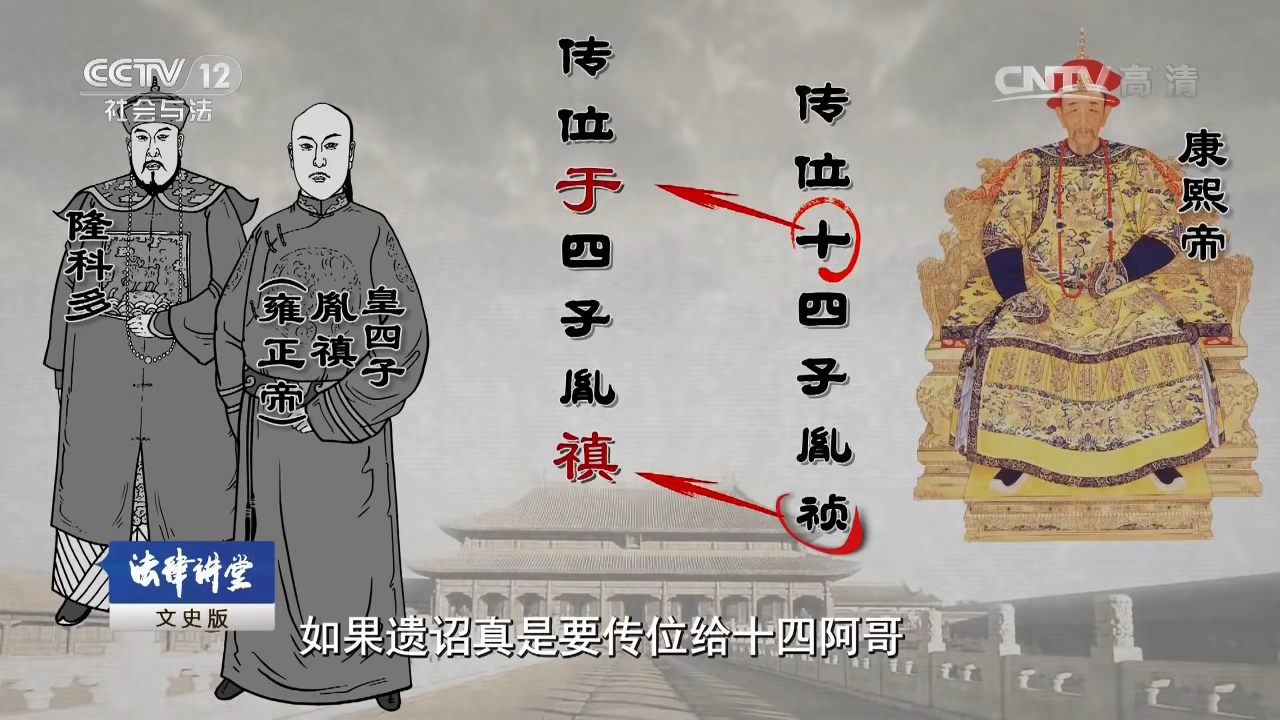 CCTV 12
社会与法
CNTV 高清
康熙帝
传位十四子胤祯
传位于四子胤禛
皇四子
胤禛
（雍正帝）
隆科多
法律讲堂
文史版
如果遗诏真是要传位给十四阿哥